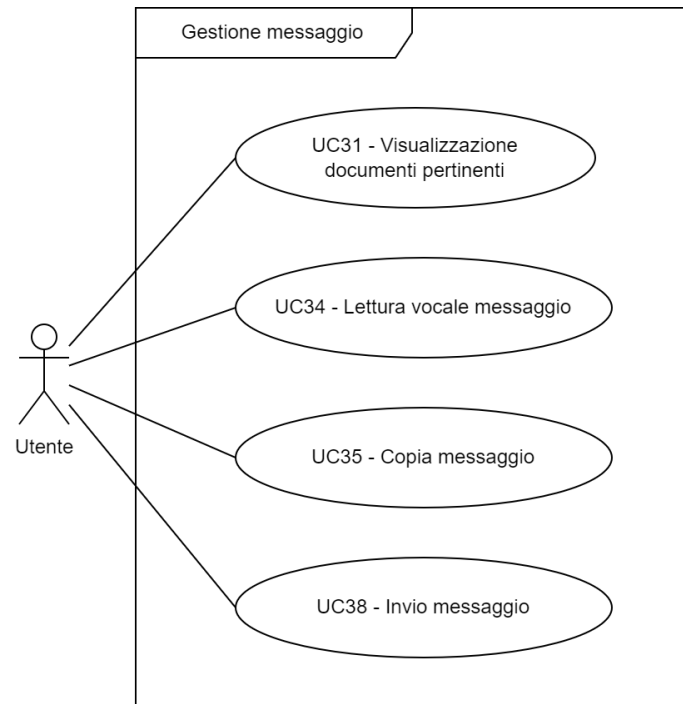 Gestione messaggio
UC31 - Visualizzazione
documenti pertinenti
UC34 - Lettura vocale messaggio
Utente
UC35 - Copia messaggio
UC38 - Invio messaggio